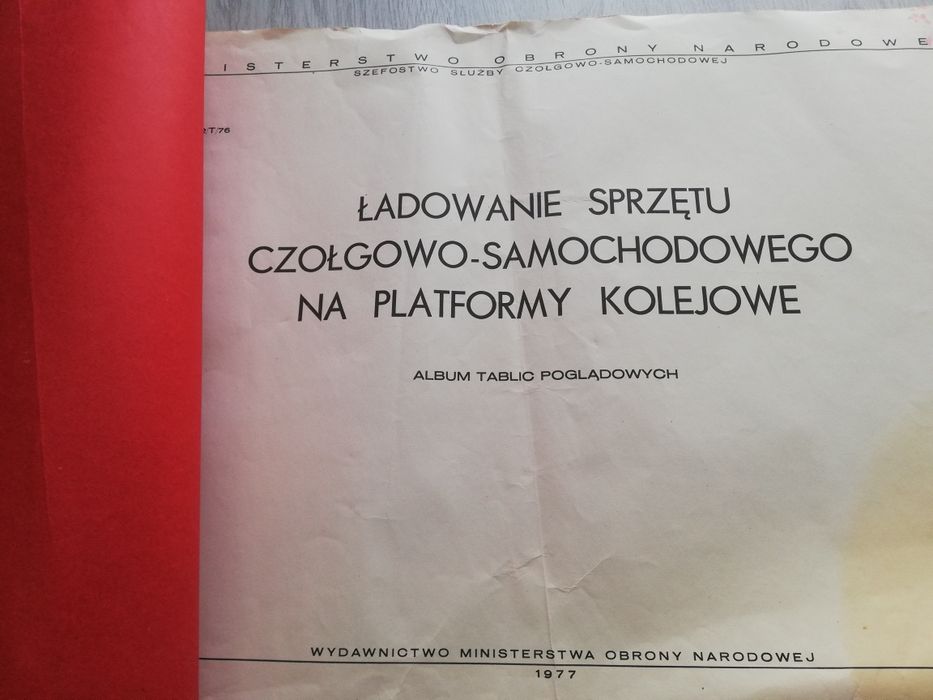 ISTERSTWO OBRONY NARODOWE
SZEFOSTWO SŁUŻBY CZOŁGOWO-SAMOCHODOWEJ
/T/76
ŁADOWANIE SPRZĘTU
CZOŁGOWO-SAMOCHODOWEGO
NA PLATFORMY KOLEJOWE
ALBUM TABLIC POGLĄDOWYCH
WYDAWNICTWO MINISTERSTWA OBRONY NARODOWEJ
1977